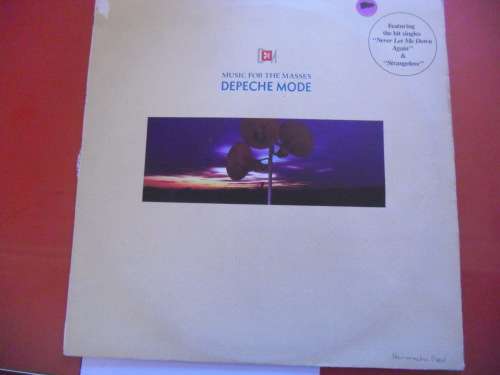 MUSIC FOR THE MASSES
DEPECHE MODE
Featuring
the hit singles
"Never Let Me Down
Again"
&
"Strangelove"